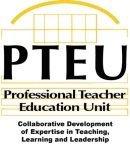 PTEU
Professional Teacher
Education Unit
Collaborative Development
of Expertise in Teaching,
Learning and Leadership